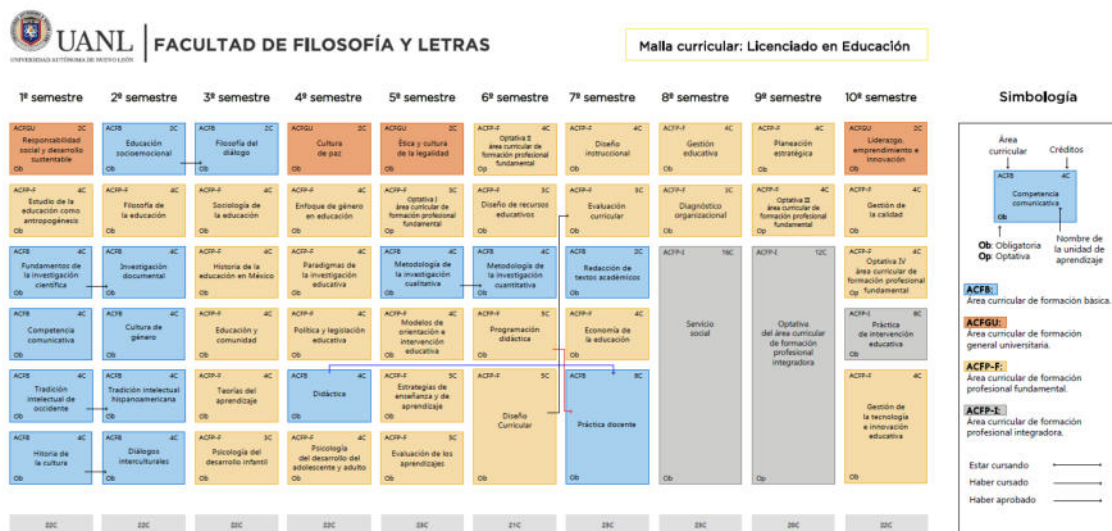 UANL
UNIVERSIDAD AUTÓNOMA DE NUEVO LEÓN
FACULTAD DE FILOSOFÍA Y LETRAS
Malla curricular: Licenciado en Educación
1º semestre
2º semestre
3º semestre
4º semestre
5º semestre
6º semestre
7º semestre
8º semestre
9º semestre
10º semestre
ACFGU 2C
Responsabilidad
social y desarrollo
sustentable
Ob
ACFB 2C
Educación
socioemocional
Ob
ACFB 2C
Filosofía del
diálogo
Ob
ACFGU 2C
Cultura
de paz
Ob
ACFGU 2C
Ética y cultura
de la legalidad
Ob
ACFP-F 4C
Optativa II
área curricular de
formación profesional
fundamental
Op
ACFP-F 4C
Diseño
instruccional
Ob
ACFP-F 4C
Gestión
educativa
Ob
ACFP-F 4C
Planeación
estratégica
Ob
ACFGU 2C
Liderazgo,
emprendimiento e
innovación
Ob
ACFP-F 4C
Estudio de la
educación como
antropogénesis
Ob
ACFP-F 4C
Filosofía de
la educación
Ob
ACFP-F 4C
Sociología de
la educación
Ob
ACFP-F 4C
Enfoque de género
en educación
Ob
ACFP-F 3C
Optativa I
área curricular de
formación profesional
fundamental
Op
ACFP-F 3C
Diseño de recursos
educativos
Ob
ACFP-F 3C
Evaluación
curricular
Ob
ACFP-F 3C
Diagnóstico
organizacional
Ob
ACFP-F 4C
Optativa III
área curricular de
formación profesional
fundamental
Op
ACFP-F 4C
Gestión de
la calidad
Ob
ACFB 4C
Fundamentos de
la investigación
científica
Ob
ACFB 4C
Investigación
documental
Ob
ACFP-F 4C
Historia de la
educación en México
Ob
ACFP-F 4C
Paradigmas de la
investigación
educativa
Ob
ACFB 4C
Metodología de
la investigación
cualitativa
Ob
ACFB 4C
Metodología de
la investigación
cuantitativa
Ob
ACFB 2C
Redacción de
textos académicos
Ob
ACFP-I 16C
Servicio
social
Ob
ACFP-I 12C
Optativa
del área curricular
de formación
profesional
integradora
Op
ACFP-F 4C
Optativa IV
área curricular de
formación profesional
fundamental
Op
ACFB 4C
Competencia
comunicativa
Ob
ACFB 4C
Cultura de
género
Ob
ACFP-F 4C
Educación y
comunidad
Ob
ACFP-F 4C
Política y legislación
educativa
Ob
ACFP-F 4C
Modelos de
orientación e
intervención
educativa
Ob
ACFP-F 5C
Programación
didáctica
Ob
ACFP-F 4C
Economía de
la educación
Ob
ACFP-I 8C
Práctica
de intervención
educativa
Ob
ACFB 4C
Tradición
intelectual de
occidente
Ob
ACFB 4C
Tradición intelectual
hispanoamericana
Ob
ACFP-F 4C
Teorías del
aprendizaje
Ob
ACFB 4C
Didáctica
Ob
ACFP-F 5C
Estrategias de
enseñanza y de
aprendizaje
Ob
ACFP-F 5C
Diseño
Curricular
Ob
ACFB 8C
Práctica docente
Ob
ACFP-F 4C
Gestión de
la tecnología
e innovación
educativa
Ob
ACFB 4C
Hitoria de
la cultura
Ob
ACFB 4C
Diálogos
interculturales
Ob
ACFP-F 3C
Psicología del
desarrollo infantil
Ob
ACFP-F 4C
Psicología
del desarrollo del
adolescente y adulto
Ob
ACFP-F 5C
Evaluación de los
aprendizajes
Ob
22C
22C
22C
22C
23C
21C
23C
23C
20C
22C
Simbología
Área
curricular
Créditos
ACFB 4C
Competencia
comunicativa
Ob
Ob: Obligatoria
Op: Optativa
Nombre de
la unidad de
aprendizaje
ACFB:
Área curricular de formación básica.
ACFGU:
Área curricular de formación
general universitaria.
ACFP-F:
Área curricular de formación
profesional fundamental.
ACFP-I:
Área curricular de formación
profesional integradora.
Estar cursando
Haber cursado
Haber aprobado